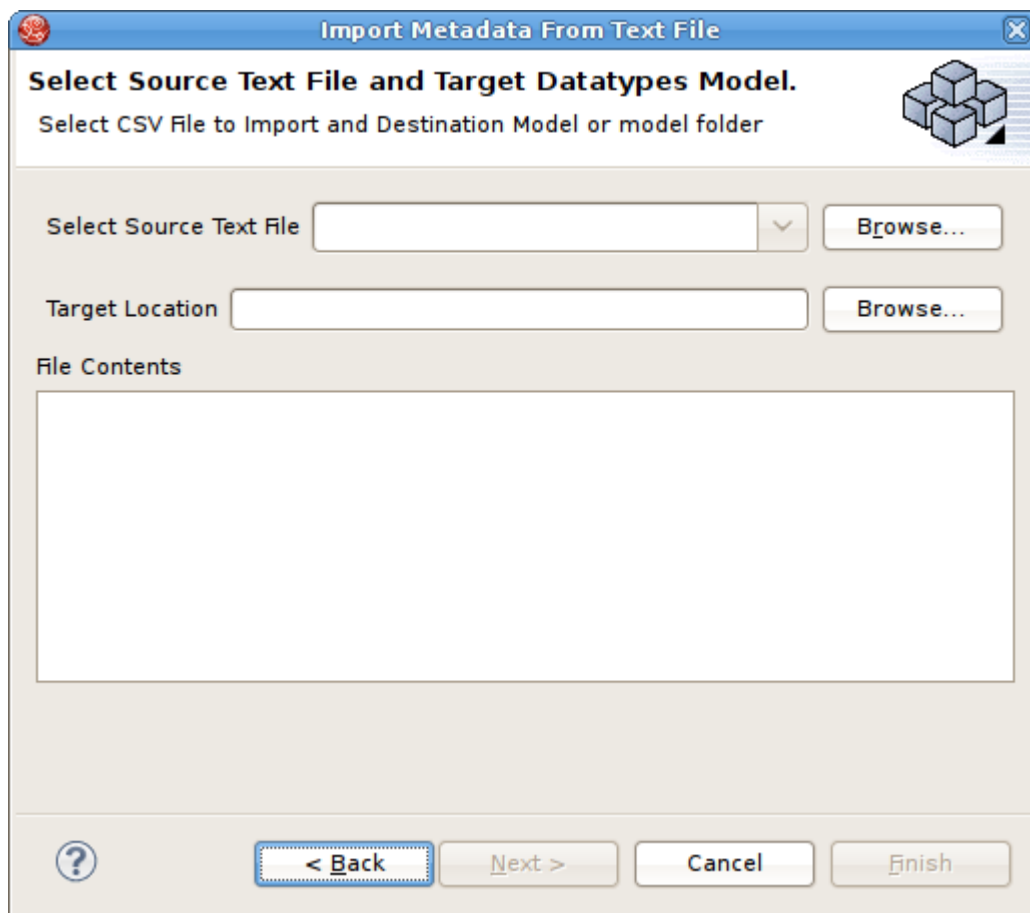 Import Metadata From Text File
Select Source Text File and Target Datatypes Model.
Select CSV File to Import and Destination Model or model folder
Select Source Text File
Browse...
Target Location
Browse...
File Contents
?
< Back
Next >
Cancel
Finish